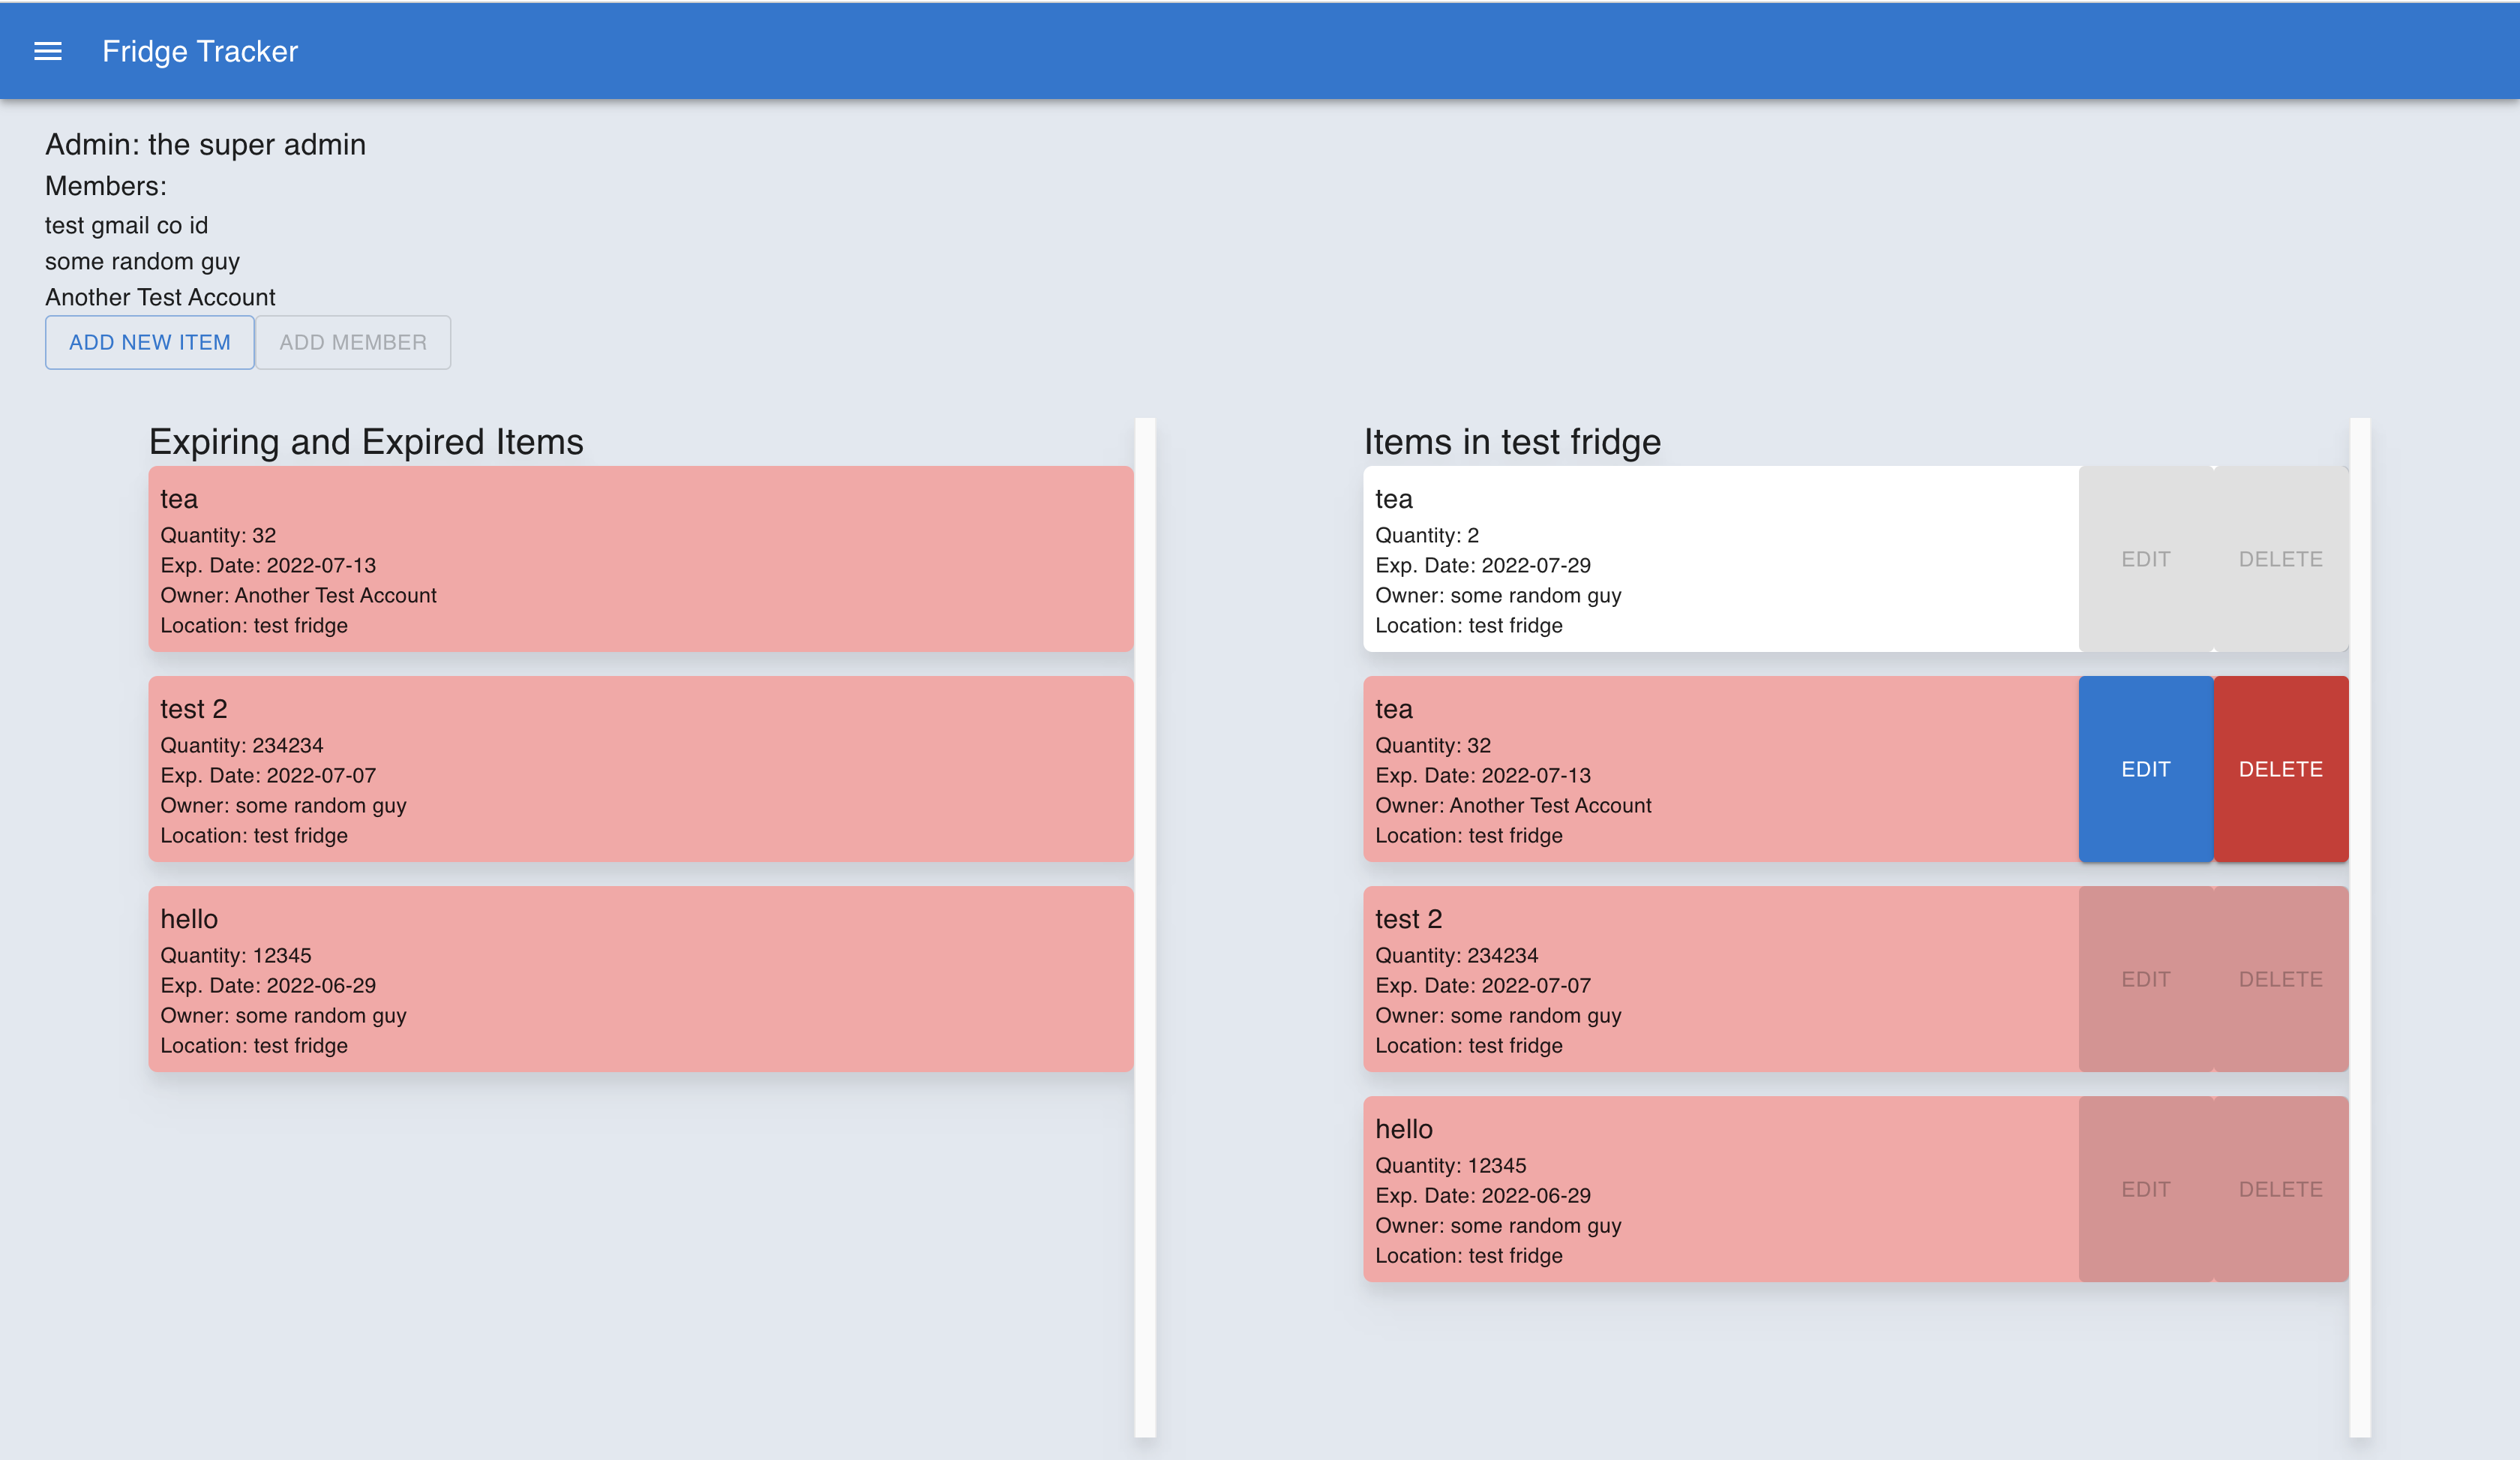 Fridge Tracker
Admin: the super admin
Members:
test gmail co id
some random guy
Another Test Account
ADD NEW ITEM ADD MEMBER
Expiring and Expired Items
tea
Quantity: 32
Exp. Date: 2022-07-13
Owner: Another Test Account
Location: test fridge
test 2
Quantity: 234234
Exp. Date: 2022-07-07
Owner: some random guy
Location: test fridge
hello
Quantity: 12345
Exp. Date: 2022-06-29
Owner: some random guy
Location: test fridge
Items in test fridge
tea
Quantity: 2
Exp. Date: 2022-07-29
Owner: some random guy
Location: test fridge
EDIT DELETE
tea
Quantity: 32
Exp. Date: 2022-07-13
Owner: Another Test Account
Location: test fridge
EDIT DELETE
test 2
Quantity: 234234
Exp. Date: 2022-07-07
Owner: some random guy
Location: test fridge
EDIT DELETE
hello
Quantity: 12345
Exp. Date: 2022-06-29
Owner: some random guy
Location: test fridge
EDIT DELETE